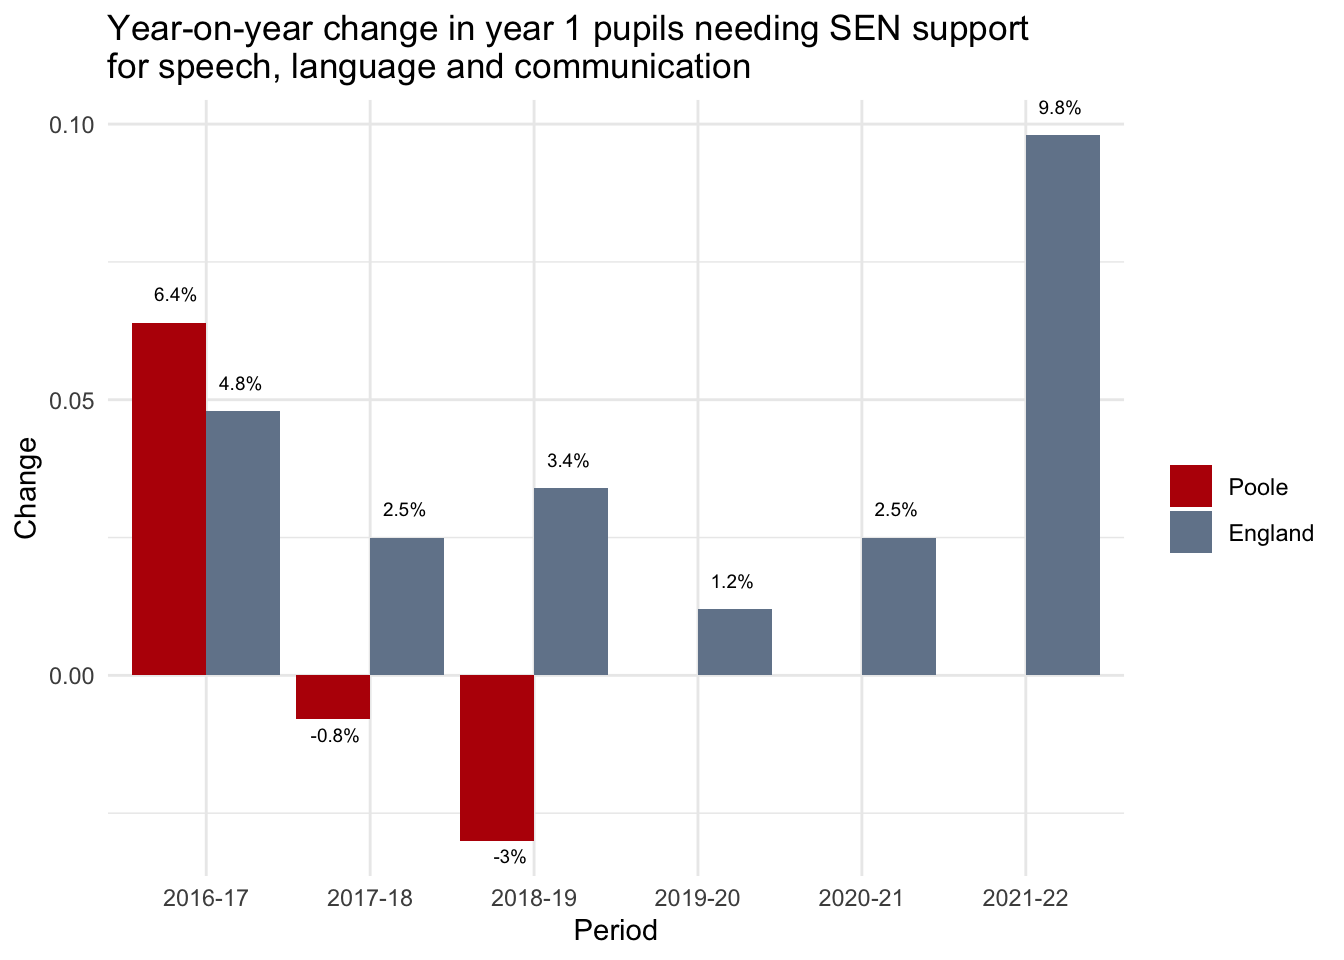 Year-on-year change in year 1 pupils needing SEN support
for speech, language and communication
9.8%
0.10
6.4%
4.8%
0.05
3.4%
2.5%
2.5%
1.2%
0.00
-0.8%
-3%
Change
Poole
England
2016-17 2017-18 2018-19 2019-20 2020-21 2021-22
Period